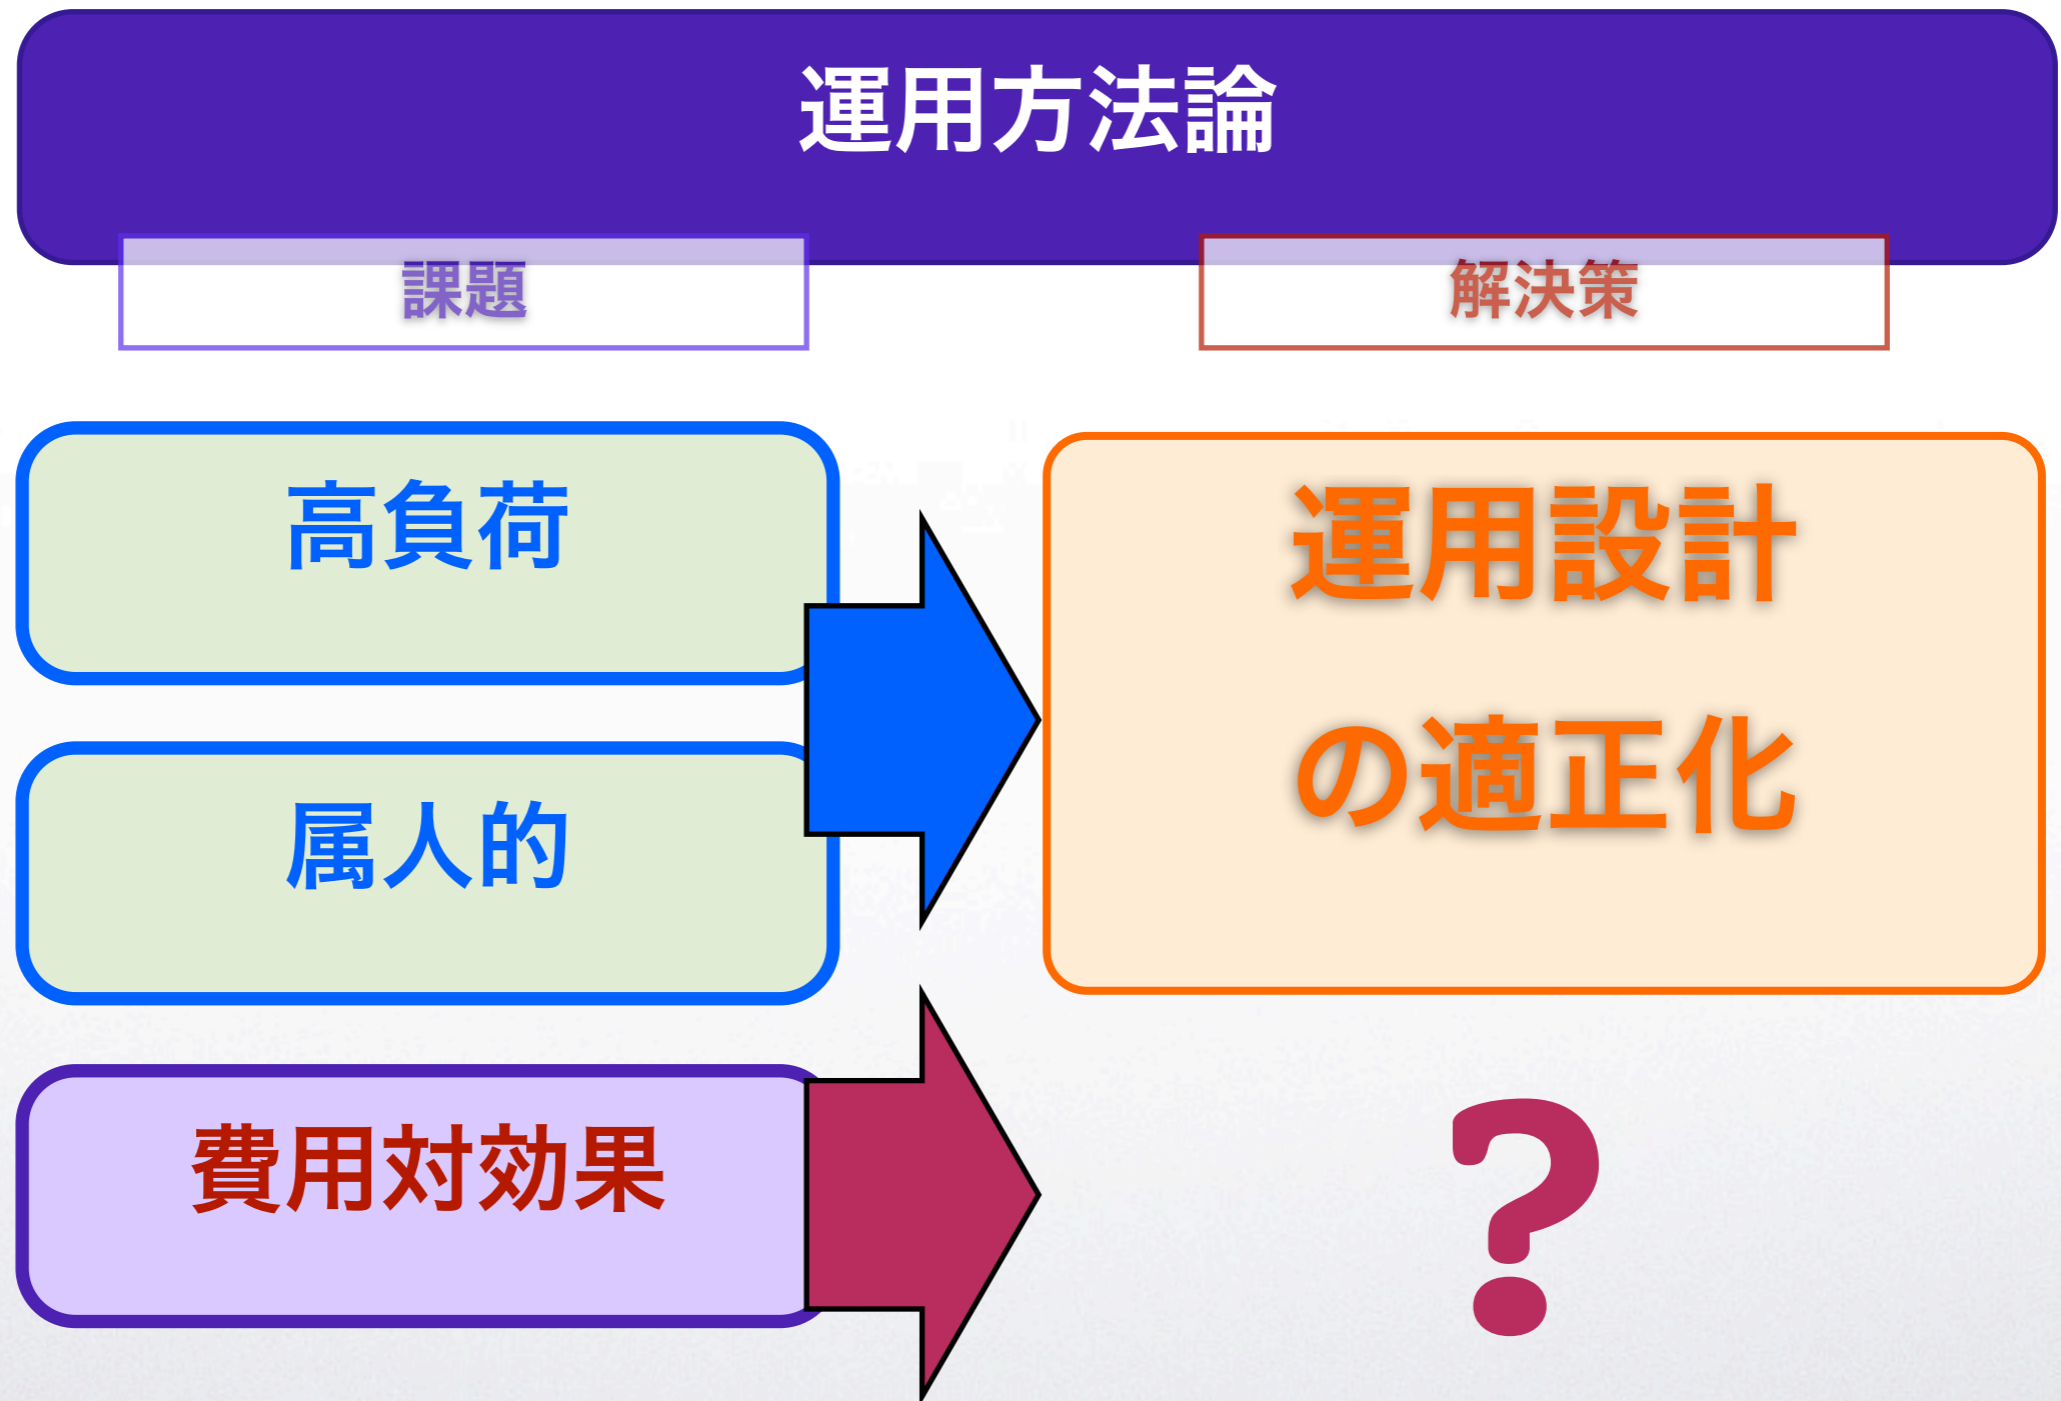 運用方法論
課題
解決策
高負荷
属人的
費用対効果
運用設計
の適正化
?